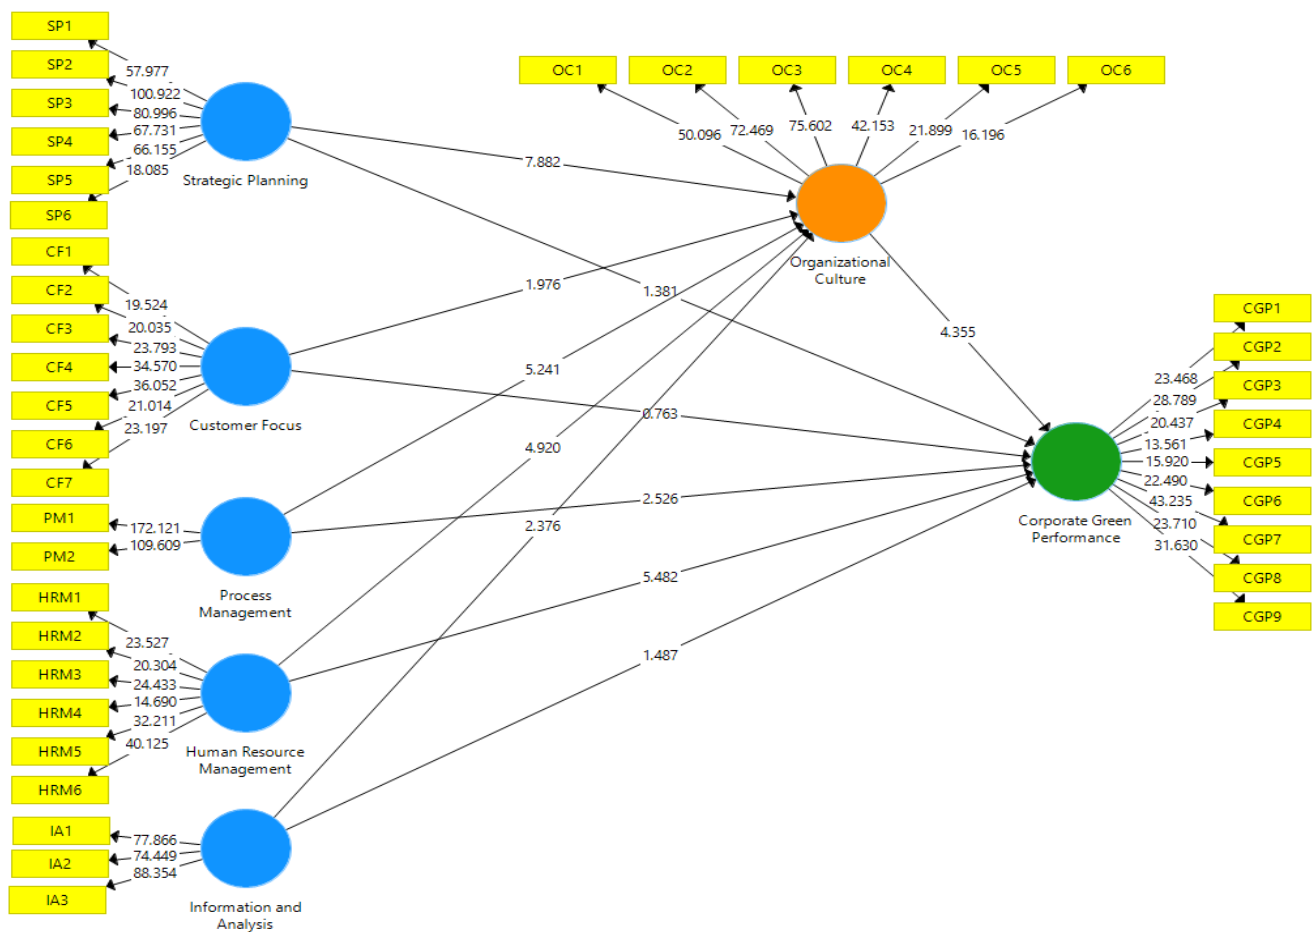 SP1
SP2
SP3
SP4
SP5
SP6
57.977
100.922
80.996
67.731
66.155
18.085
Strategic Planning
CF1
CF2
CF3
CF4
CF5
CF6
CF7
19.524
20.035
23.793
34.570
36.052
21.014
23.197
Customer Focus
PM1
PM2
172.121
109.609
Process
Management
HRM1
HRM2
HRM3
HRM4
HRM5
HRM6
23.527
20.304
24.433
14.690
32.211
40.125
Human Resource
Management
IA1
IA2
IA3
77.866
74.449
88.354
Information and
Analysis
7.882
1.976
5.241
4.920
2.376
1.381
0.763
2.526
5.482
1.487
OC1
OC2
OC3
OC4
OC5
OC6
50.096
72.469
75.602
42.153
21.899
16.196
Organizational
Culture
4.355
Corporate Green
Performance
23.468
28.789
20.437
13.561
15.920
22.490
43.235
23.710
31.630
CGP1
CGP2
CGP3
CGP4
CGP5
CGP6
CGP7
CGP8
CGP9